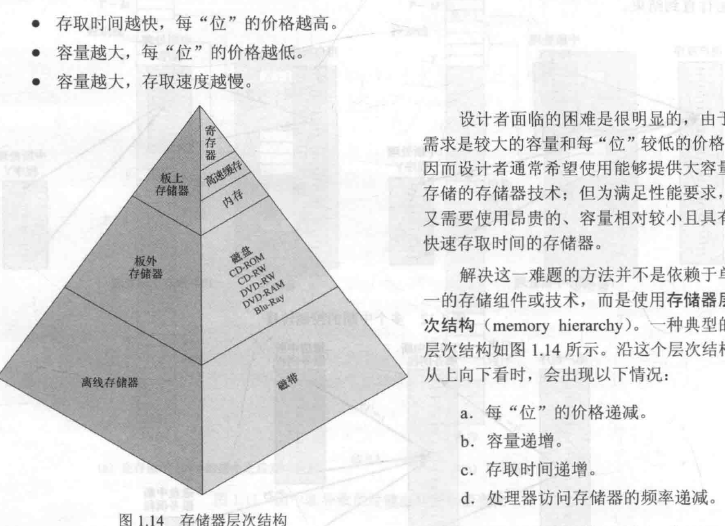 ● 存取时间越快，每“位”的价格越高。
● 容量越大，每“位”的价格越低。
● 容量越大，存取速度越慢。
寄存器
高速缓存
内存
板上
存储器
板外
存储器
磁盘
CD-ROM
CD-RW
DVD-RW
DVD-RAM
Blu-Ray
离线存储器
磁带
图 1.14 存储器层次结构
设计者面临的困难是很明显的，由于
需求是较大的容量和每“位”较低的价格
因而设计者通常希望使用能够提供大容量
存储的存储器技术；但为满足性能要求，
又需要使用昂贵的、容量相对较小且具有
快速存取时间的存储器。
解决这一难题的方法并不是依赖于单
一的存储组件或技术，而是使用存储器层
次结构（memory hierarchy）。一种典型的
层次结构如图 1.14 所示。沿这个层次结构
从上向下看时，会出现以下情况：
a．每“位”的价格递减。
b．容量递增。
c．存取时间递增。
d．处理器访问存储器的频率递减。